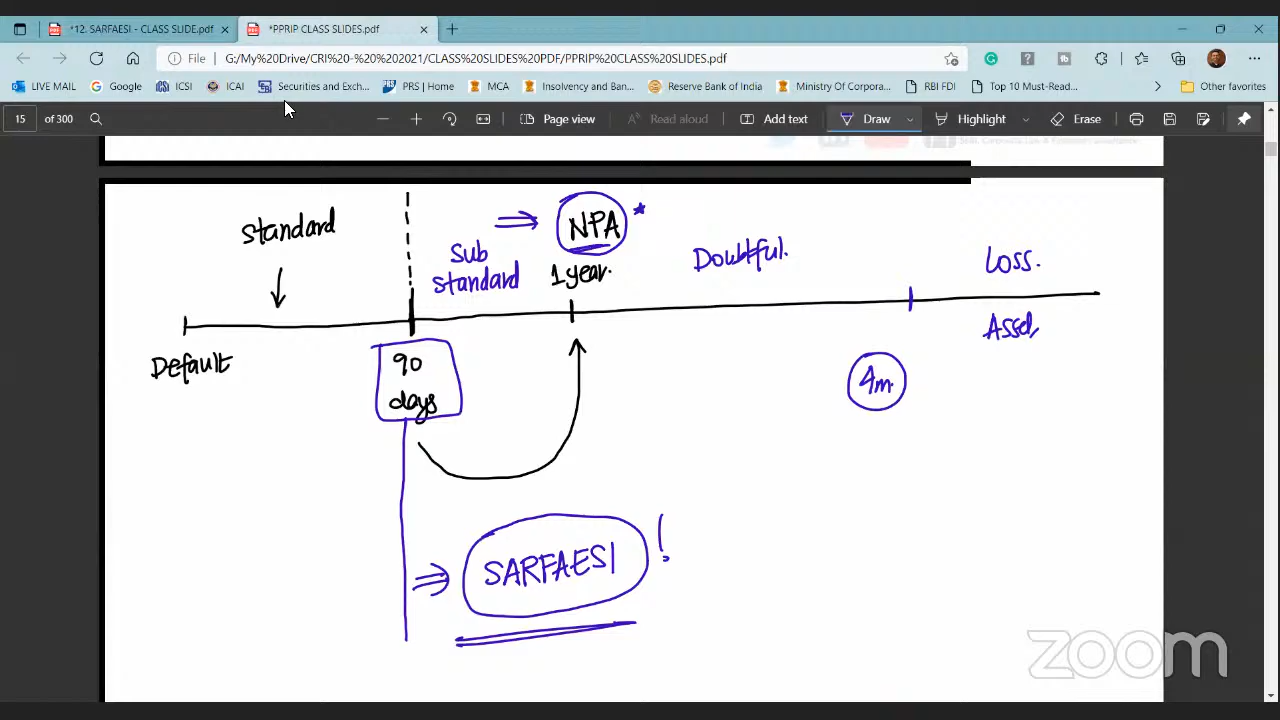 *12. SARFAESI - CLASS SLIDE.pdf
*PPRIP CLASS SLIDES.pdf
File G:/My%20Drive/CRI%20-%20%202021/CLASS%20SLIDES%20PDF/PPRIP%20CLASS%20SLIDES.pdf
LIVE MAIL Google ICSI ICAI Securities and Exch... PRS | Home MCA Insolvency and Ban... Reserve Bank of India Ministry Of Corpora... RBI FDI Top 10 Must-Read... Other favorites
15 of 300 Page view Read aloud Add text Draw Highlight Erase
standard
NPA *
Sub
standard
1 year.
Doubtful.
Loss.
Asset,
Default
90
days
4m.
SARFAESI !
zoom